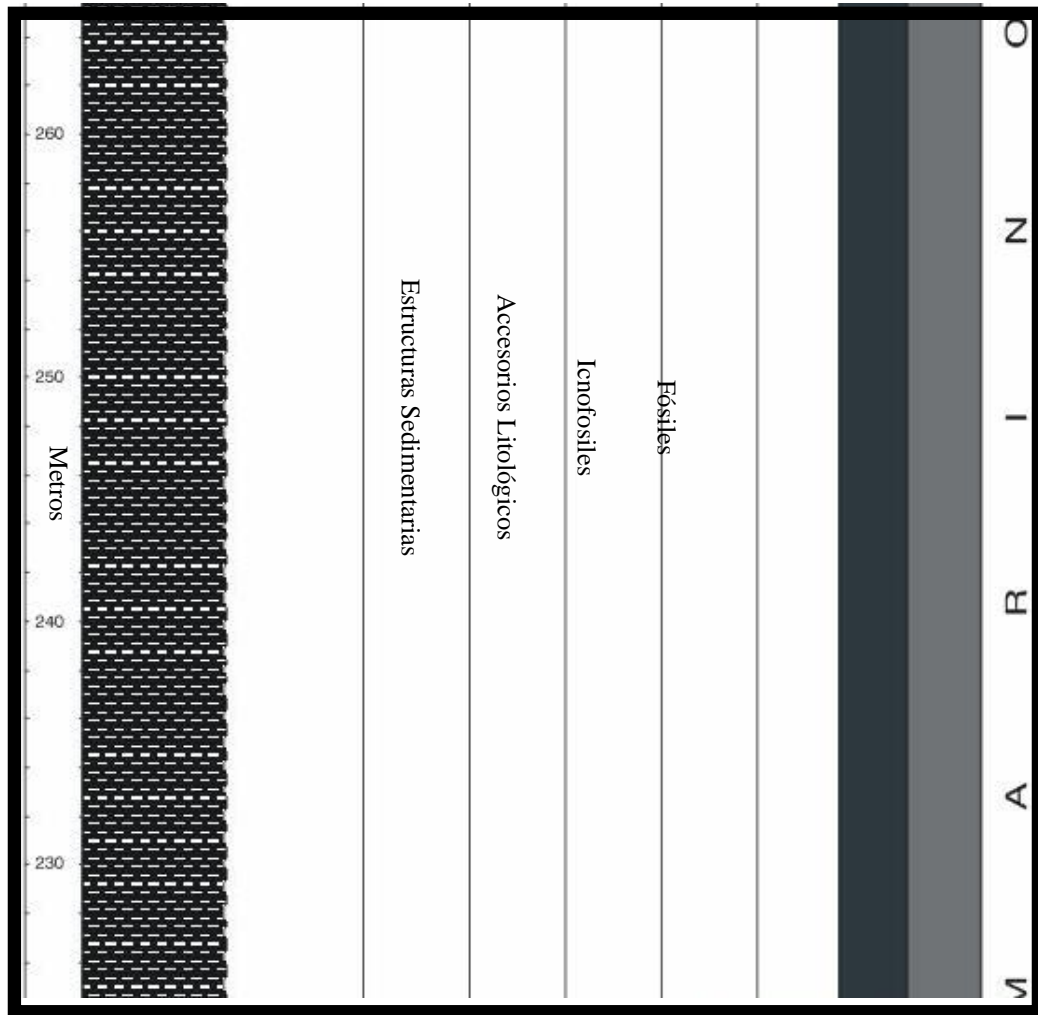 260
250
240
230
Metros
Estructuras Sedimentarias
Accesorios Litológicos
Icnofosiles
Fósiles
M A R I N O